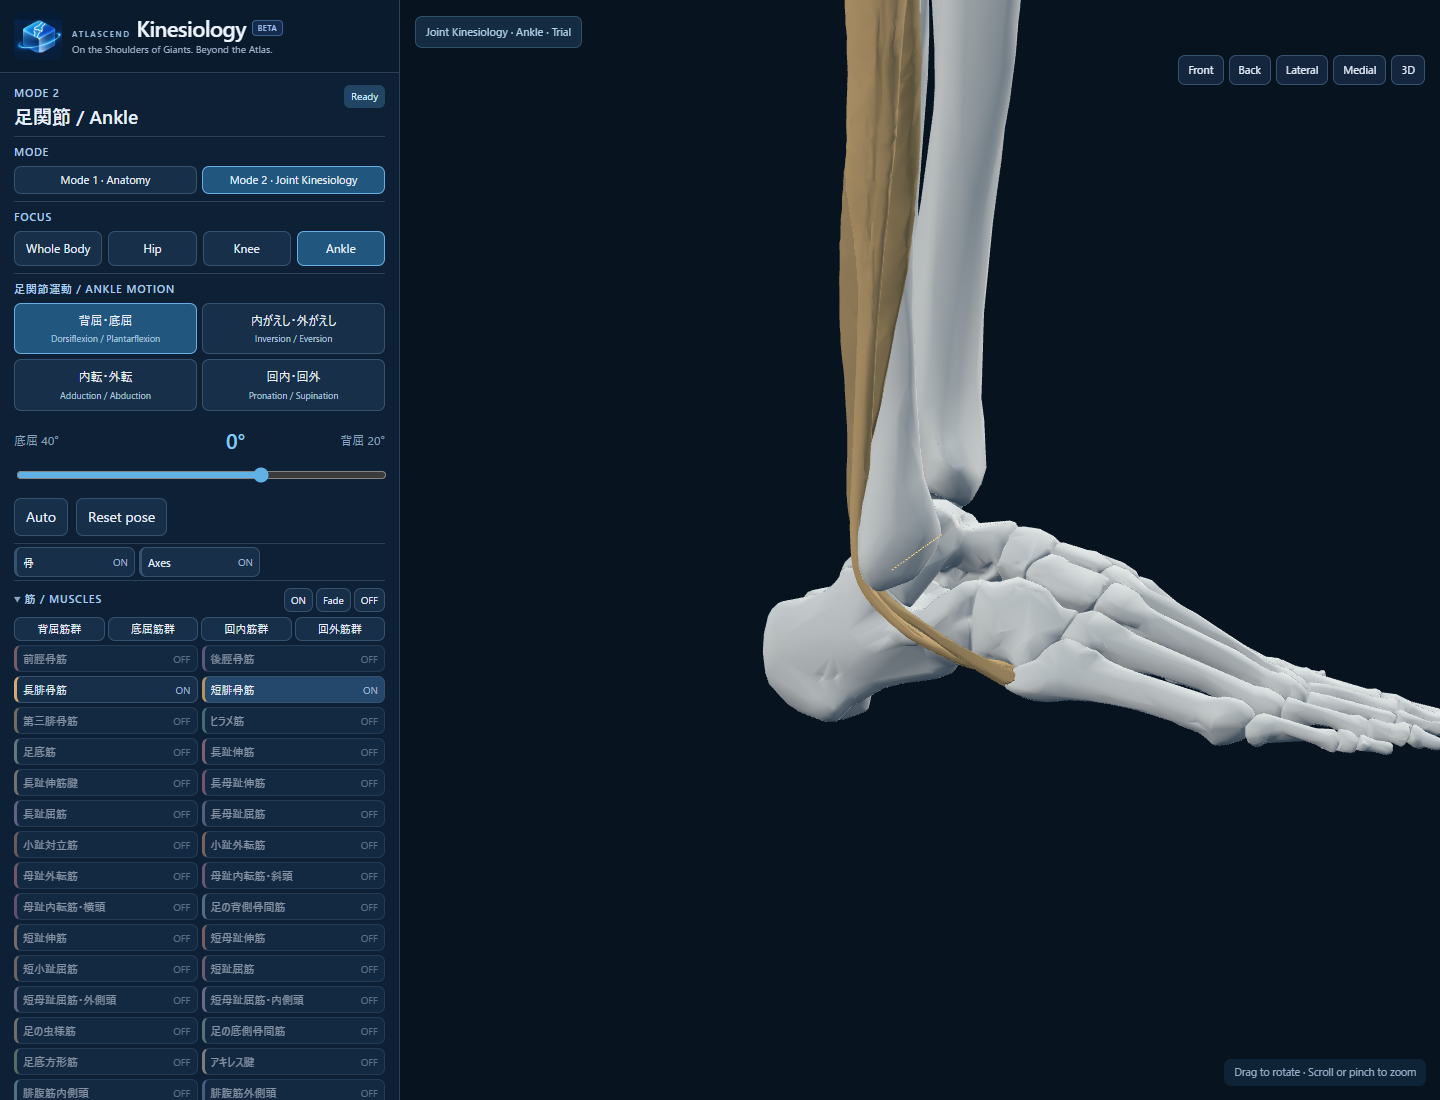 ATLASCEND Kinesiology BETA
On the Shoulders of Giants. Beyond the Atlas.
MODE 2
Ready
足関節 / Ankle
MODE
Mode 1 · Anatomy
Mode 2 · Joint Kinesiology
FOCUS
Whole Body
Hip
Knee
Ankle
足関節運動 / ANKLE MOTION
背屈・底屈
Dorsiflexion / Plantarflexion
内がえし・外がえし
Inversion / Eversion
内転・外転
Adduction / Abduction
回内・回外
Pronation / Supination
底屈 40°
0°
背屈 20°
Auto
Reset pose
骨 ON
Axes ON
▼ 筋 / MUSCLES
ON
Fade
OFF
背屈筋群
底屈筋群
回内筋群
回外筋群
前脛骨筋 OFF
後脛骨筋 OFF
長腓骨筋 ON
短腓骨筋 ON
第三腓骨筋 OFF
ヒラメ筋 OFF
足底筋 OFF
長趾伸筋 OFF
長趾伸筋腱 OFF
長母趾伸筋 OFF
長趾屈筋 OFF
長母趾屈筋 OFF
小趾対立筋 OFF
小趾外転筋 OFF
母趾外転筋 OFF
母趾内転筋・斜頭 OFF
母趾内転筋・横頭 OFF
足の背側骨間筋 OFF
短趾伸筋 OFF
短母趾伸筋 OFF
短小趾屈筋 OFF
短趾屈筋 OFF
短母趾屈筋・外側頭 OFF
短母趾屈筋・内側頭 OFF
足の虫様筋 OFF
足の底側骨間筋 OFF
足底方形筋 OFF
アキレス腱 OFF
腓腹筋内側頭 OFF
腓腹筋外側頭 OFF
Joint Kinesiology · Ankle · Trial
Front
Back
Lateral
Medial
3D
Drag to rotate · Scroll or pinch to zoom